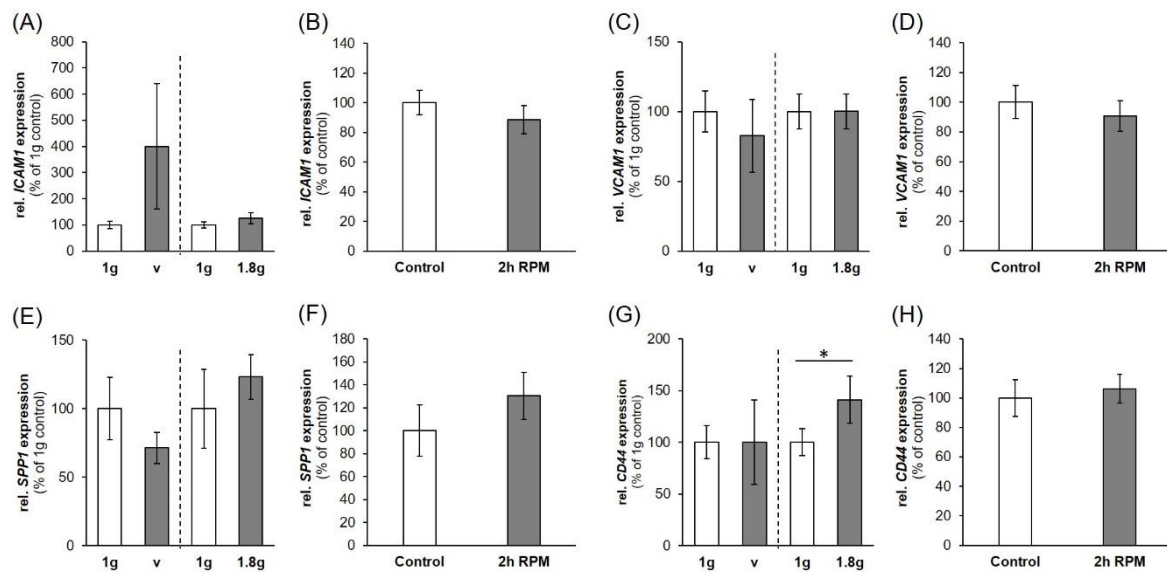 (A)
rel. ICAM1 expression
(% of 1g control)
800
700
600
500
400
300
200
100
0
1g v 1g 1.8g
(B)
rel. ICAM1 expression
(% of control)
140
120
100
80
60
40
20
0
Control 2h RPM
(C)
rel. VCAM1 expression
(% of 1g control)
150
100
50
0
1g v 1g 1.8g
(D)
rel. VCAM1 expression
(% of control)
140
120
100
80
60
40
20
0
Control 2h RPM
(E)
rel. SPP1 expression
(% of 1g control)
150
100
50
0
1g v 1g 1.8g
(F)
rel. SPP1 expression
(% of control)
180
160
140
120
100
80
60
40
20
0
Control 2h RPM
(G)
rel. CD44 expression
(% of 1g control)
200
150
100
50
0
*
1g v 1g 1.8g
(H)
rel. CD44 expression
(% of control)
140
120
100
80
60
40
20
0
Control 2h RPM